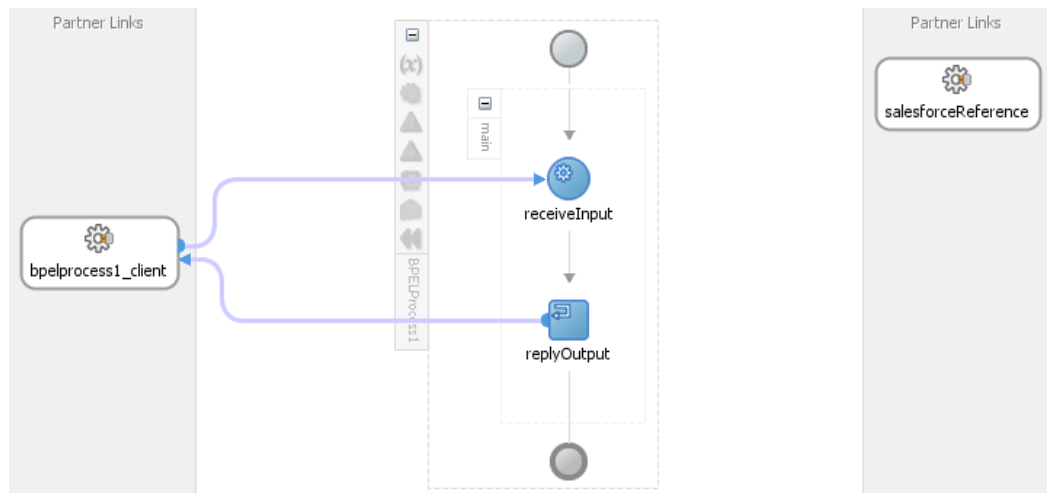 Partner Links
Partner Links
(x)
main
salesforceReference
receiveInput
bpelprocess1_client
BPELProcess1
replyOutput